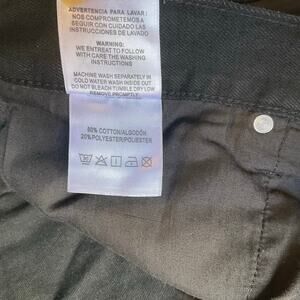 ADVERTENCIA PARA LAVAR/
NOS COMPROMETEMOS A
SEGUIR CON CUIDADO LAS
INSTRUCCIONES DE LAVADO
WARNING:
WE ENTREAT TO FOLLOW
WITH CARE THE WASHING
INSTRUCTIONS
MACHINE WASH SEPARATELY IN
COLD WATER WASH INSIDE OUT
DO NOT BLEACH TUMBLE DRY LOW
REMOVE PROMPTLY.
80% COTTON/ALGODÓN
20%POLYESTER/POLIESTER